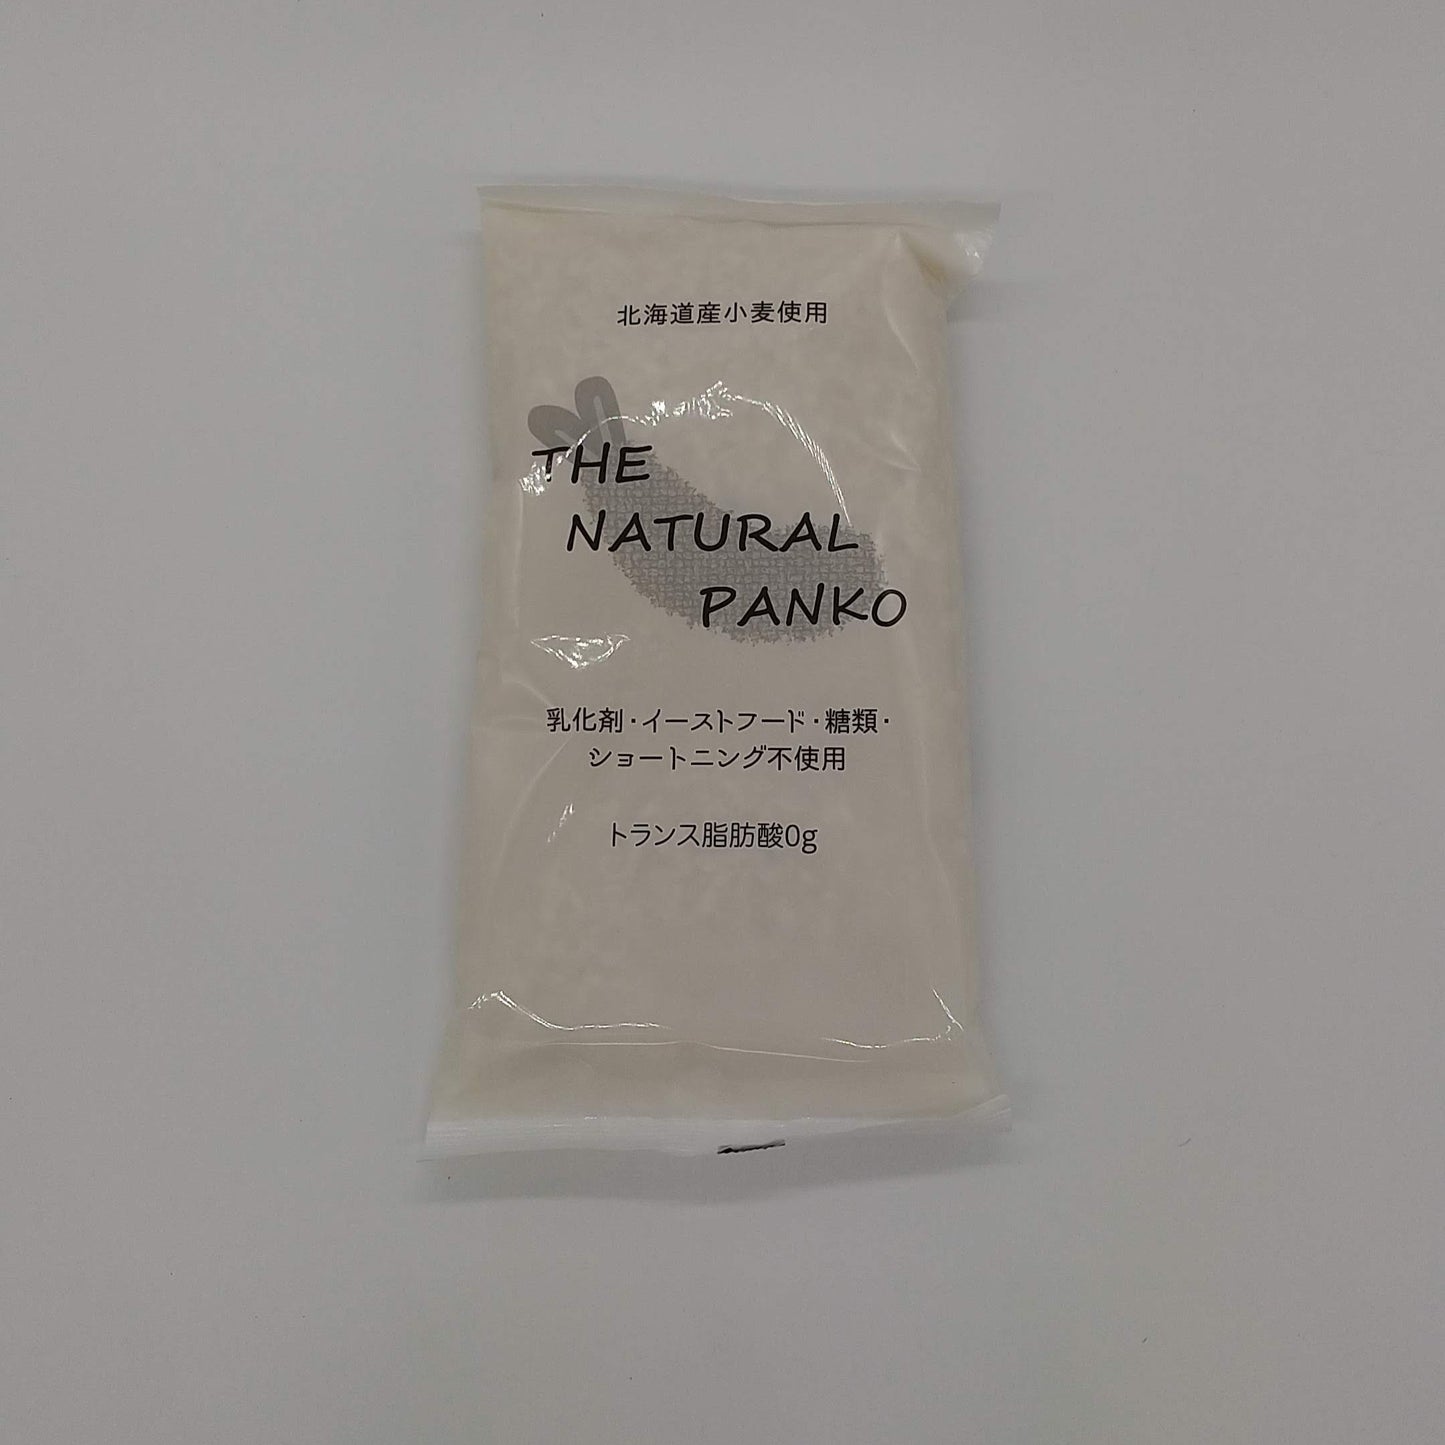 北海道産小麦使用
THE
NATURAL
PANKO
乳化剤・イーストフード・糖類・
ショートニング不使用
トランス脂肪酸0g